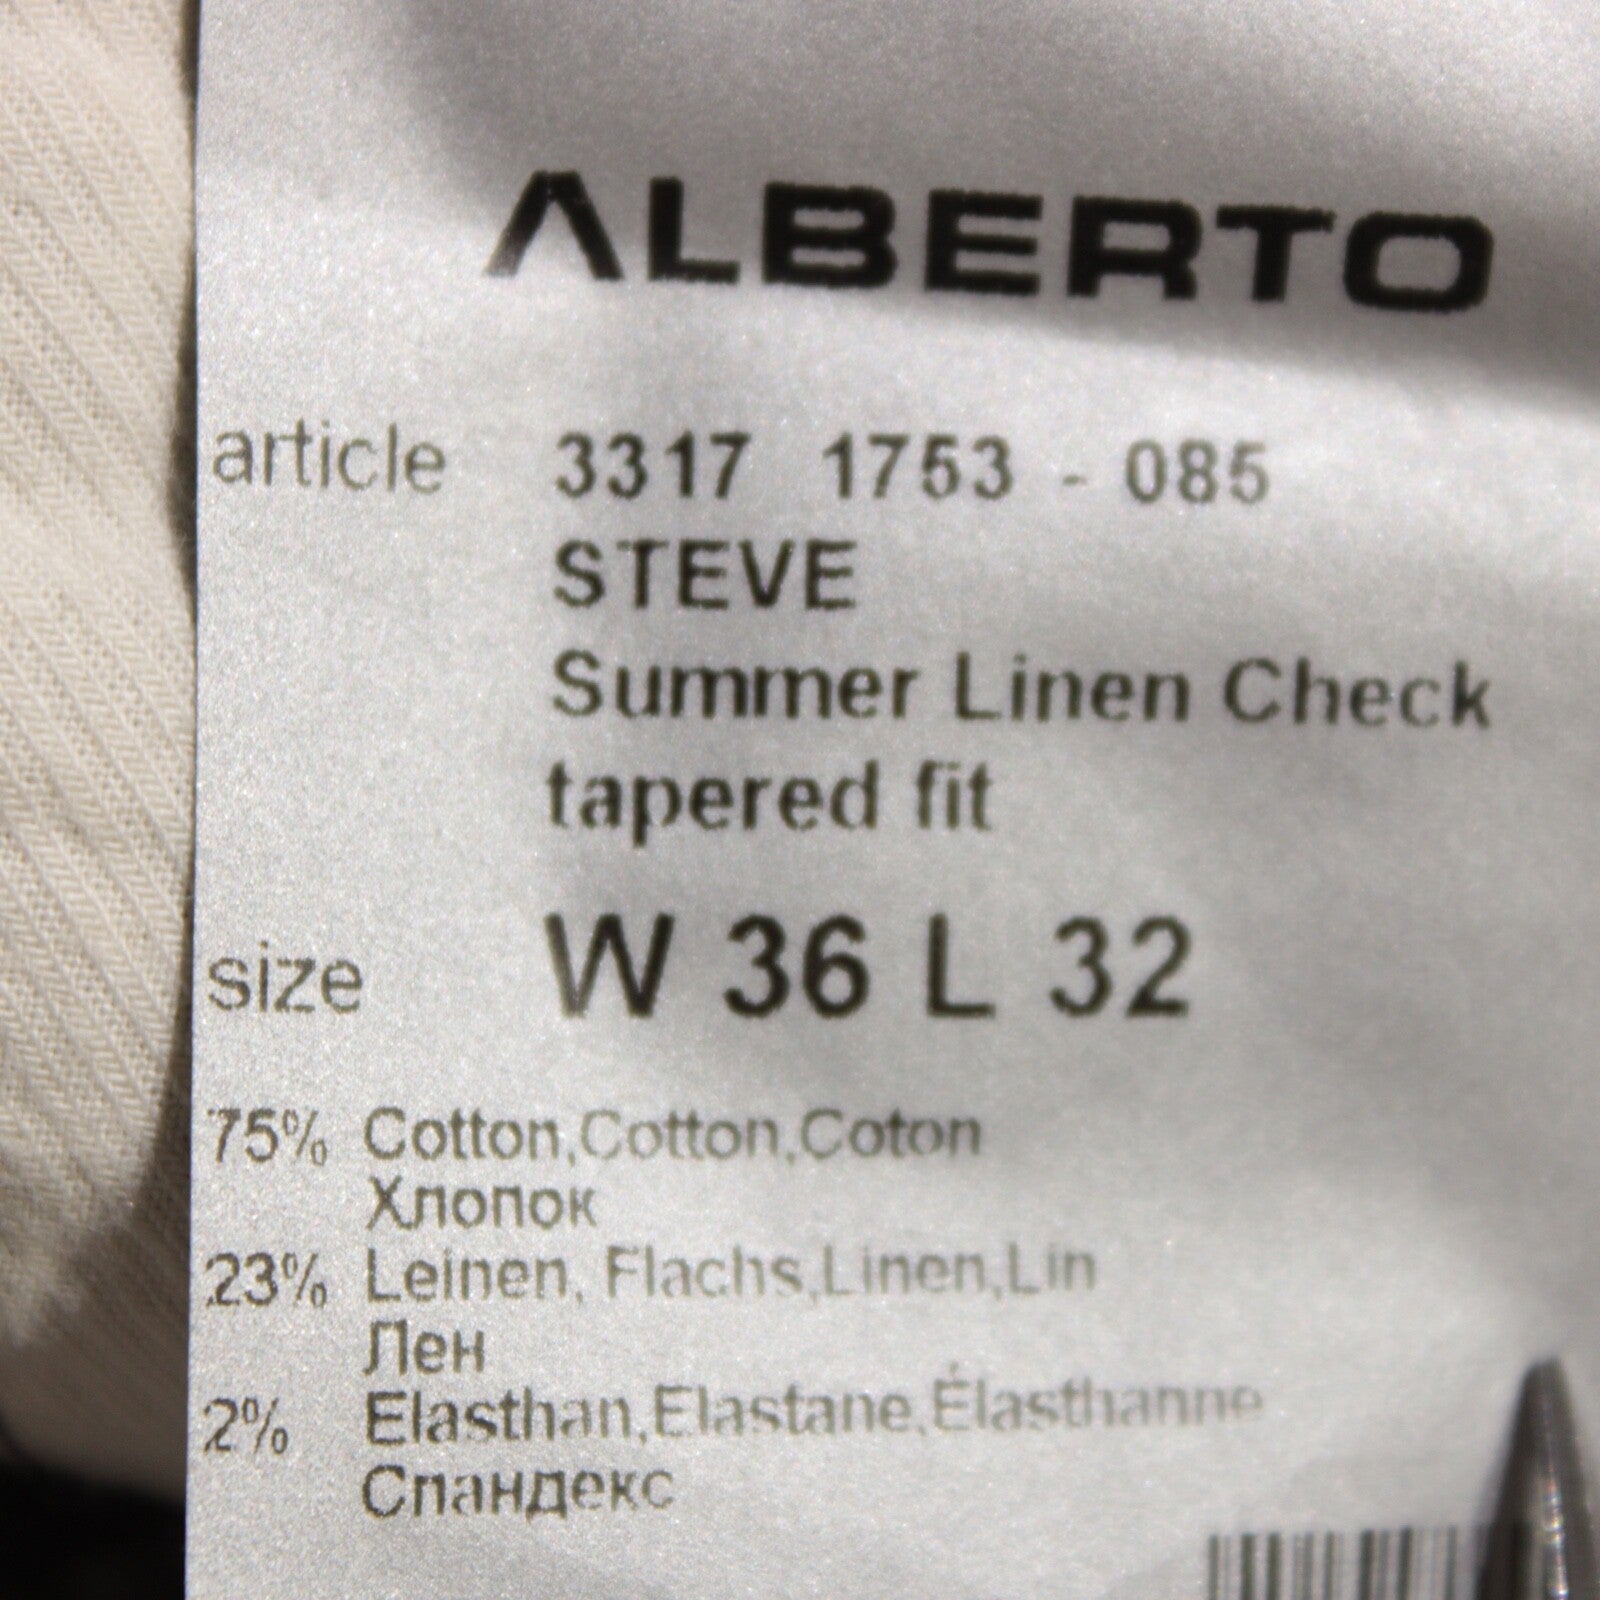 ALBERTO
article 3317 1753 - 085
STEVE
Summer Linen Check
tapered fit
size W 36 L 32
75% Cotton,Cotton,Coton
Хлопок
23% Leinen, Flachs,Linen,Lin
Лен
2% Elasthan,Elastane,Élasthanne
Спандекс